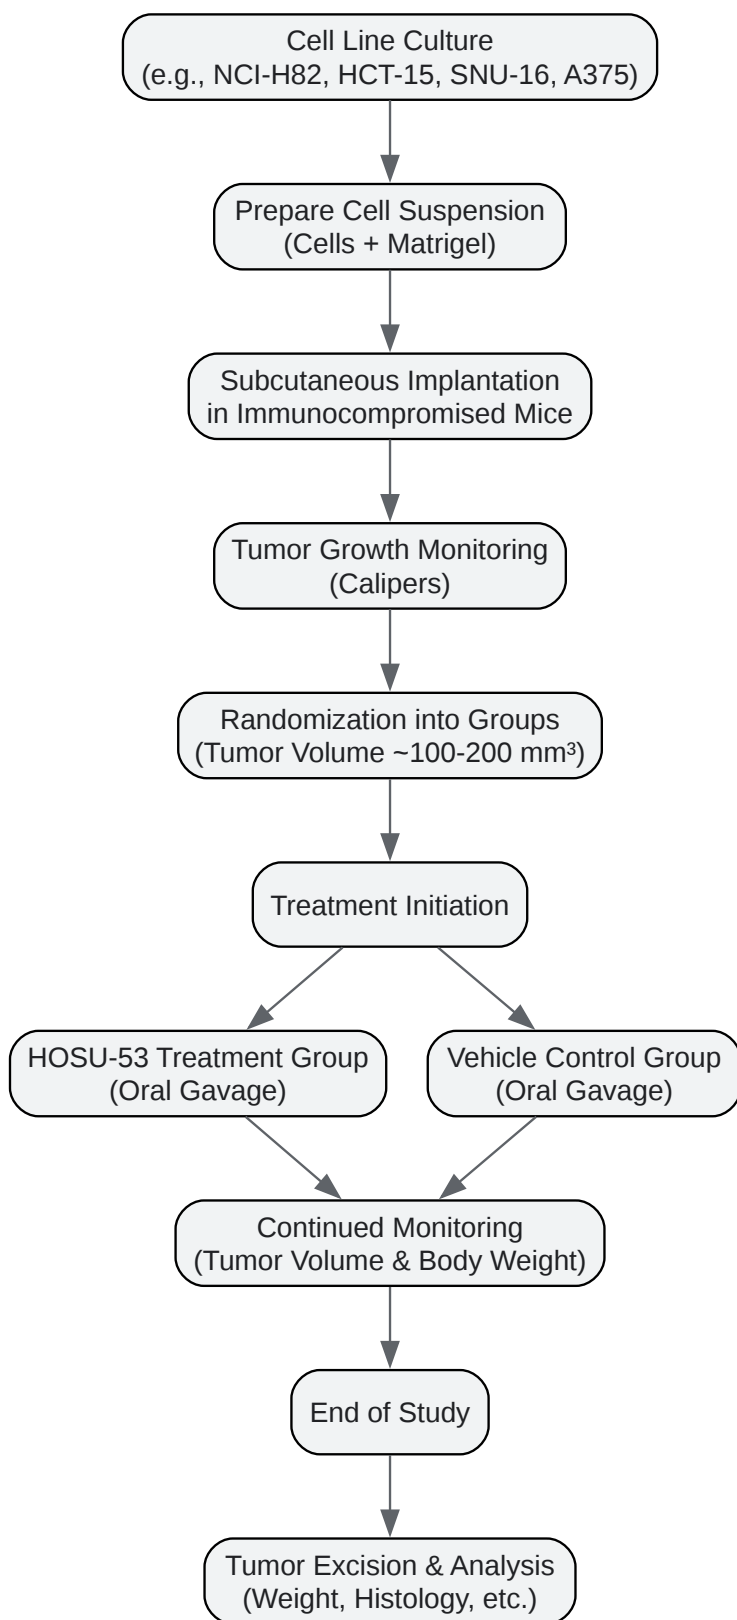 Cell Line Culture
(e.g., NCI-H82, HCT-15, SNU-16, A375)
Prepare Cell Suspension
(Cells + Matrigel)
Subcutaneous Implantation
in Immunocompromised Mice
Tumor Growth Monitoring
(Calipers)
Randomization into Groups
(Tumor Volume ~100-200 mm³)
Treatment Initiation
HOSU-53 Treatment Group
(Oral Gavage)
Vehicle Control Group
(Oral Gavage)
Continued Monitoring
(Tumor Volume & Body Weight)
End of Study
Tumor Excision & Analysis
(Weight, Histology, etc.)